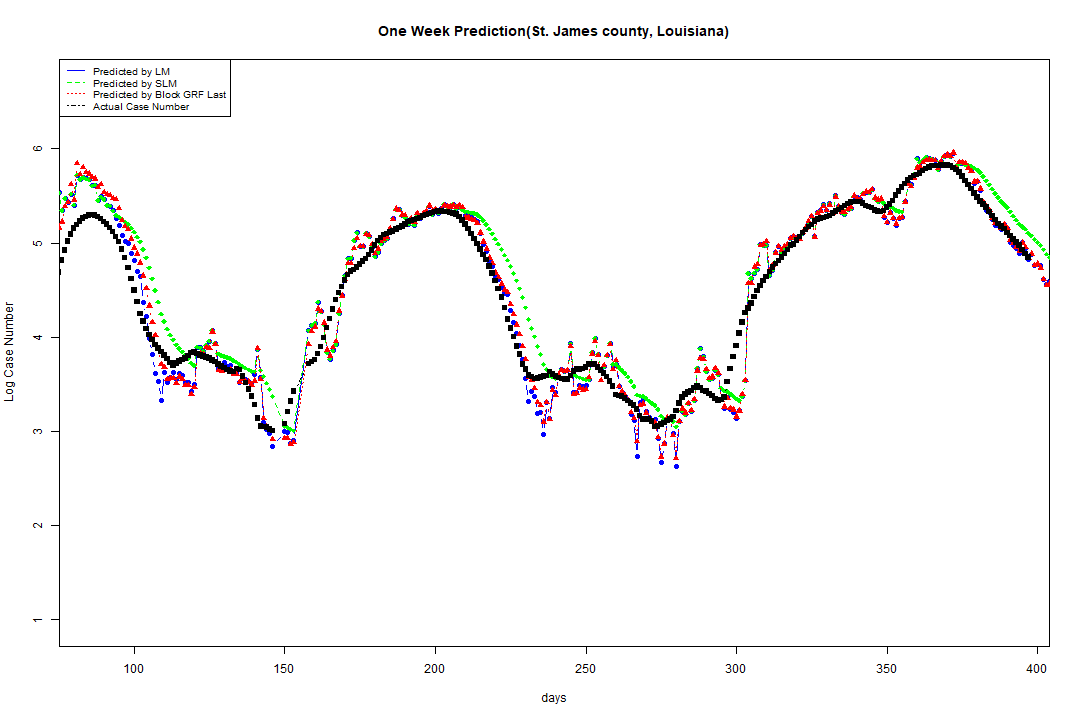 One Week Prediction(St. James county, Louisiana)
Predicted by LM
Predicted by SLM
Predicted by Block GRF Last
Actual Case Number
6
5
4
3
2
1
Log Case Number
100 150 200 250 300 350 400
days